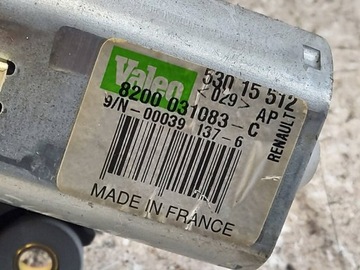 Valeo
530 15 512
<029> AP
8200 031083-C
9/N-00039 137-6
RENAULT
MADE IN FRANCE